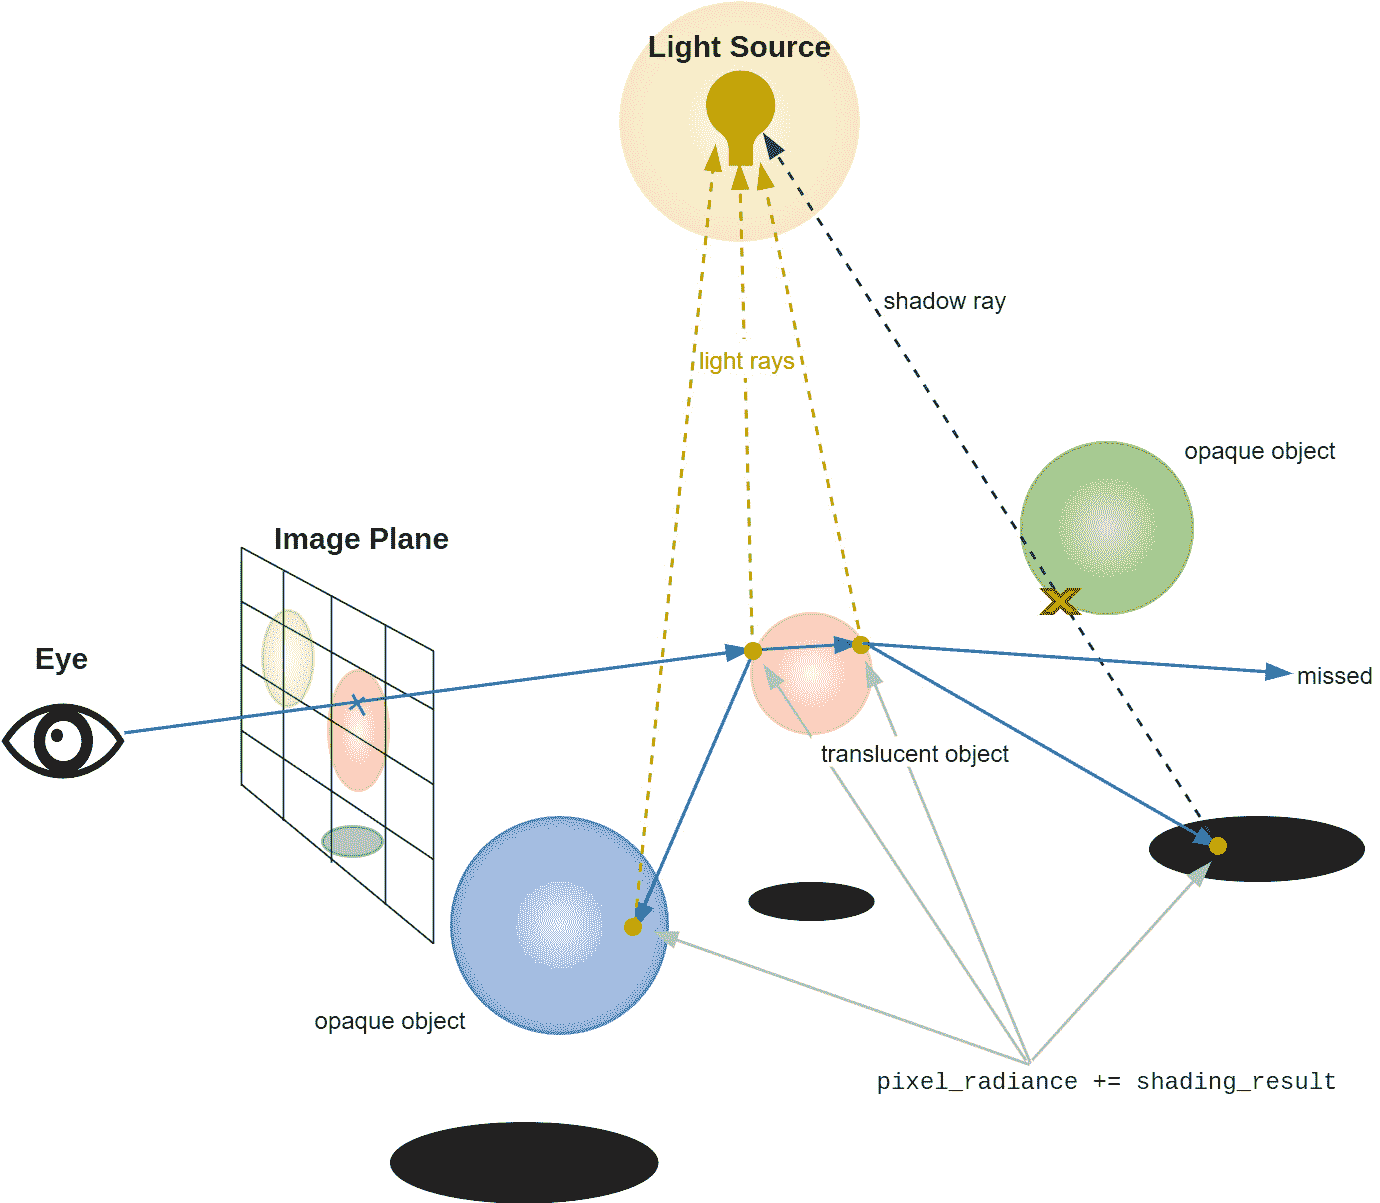 Light Source
shadow ray
light rays
opaque object
Image Plane
Eye
missed
translucent object
opaque object
pixel_radiance += shading_result